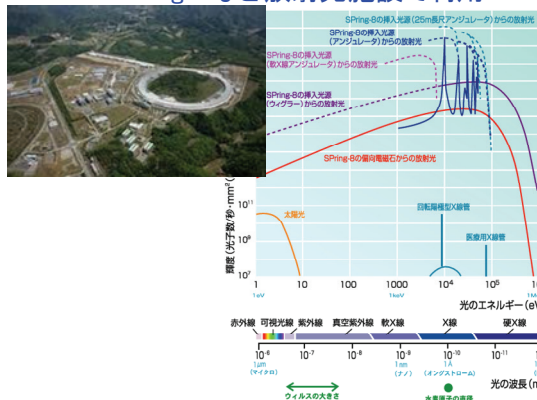 SPring-8の挿入光源(25m長尺アンジュレータ)からの放射光
SPring-8の挿入光源
(アンジュレータ)からの放射光
SPring-8の挿入光源
(軟X線アンジュレータ)からの放射光
SPring-8の挿入光源
(ウィグラー)からの放射光
SPring-8の偏向電磁石からの放射光
太陽光
回転陽極型X線管
医療用X線管
輝度(光子数/秒・mm²
10¹¹
10⁹
10⁸
10⁷
1 10 100 1000 10⁴ 10⁵
1eV 1keV
光のエネルギー(eV
赤外線 可視光線 紫外線 真空紫外線 軟X線 X線 硬X線
10⁻⁶ 10⁻⁷ 10⁻⁸ 10⁻⁹ 10⁻¹⁰ 10⁻¹¹
1μm 1nm 1Å
(マイクロ) (ナノ) (オングストローム)
光の波長(m
ウィルスの大きさ
水素原子の直径